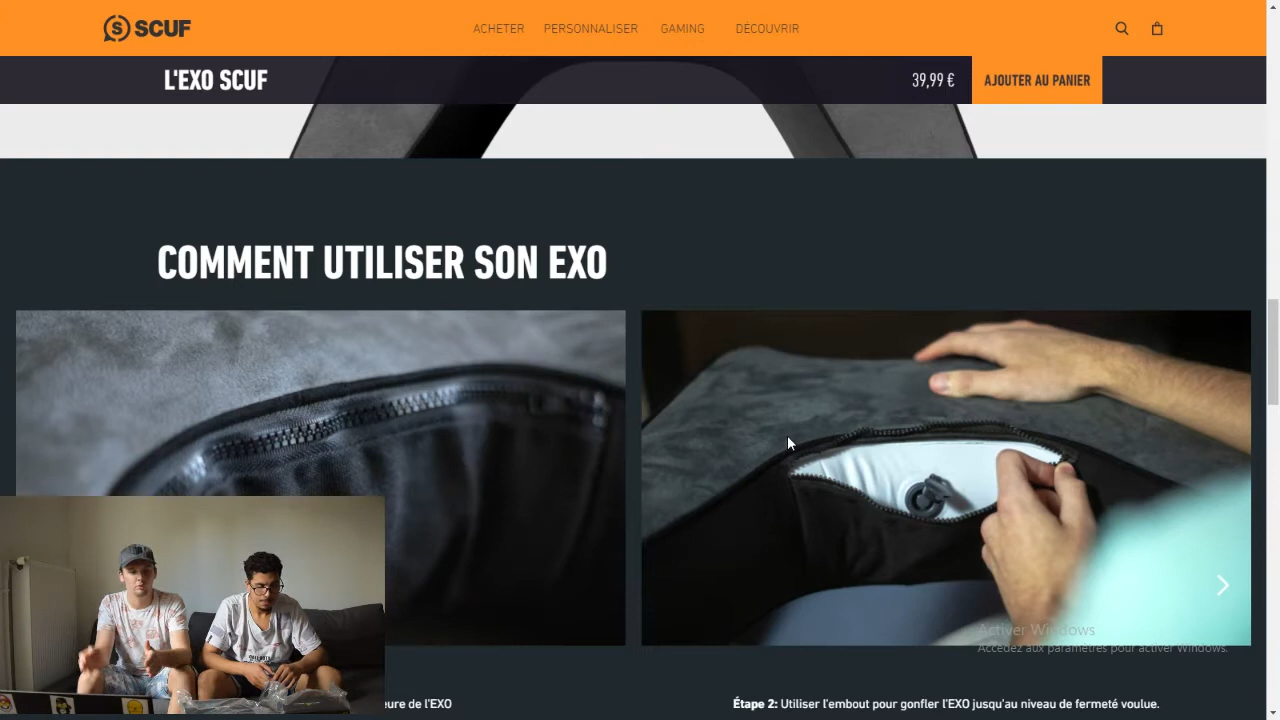 SCUF
ACHETER PERSONNALISER GAMING DÉCOUVRIR
L'EXO SCUF
39,99 € AJOUTER AU PANIER
COMMENT UTILISER SON EXO
Activer Windows
Accédez aux paramètres pour activer Windows.
eure de l'EXO
Étape 2: Utiliser l'embout pour gonfler l'EXO jusqu'au niveau de fermeté voulue.